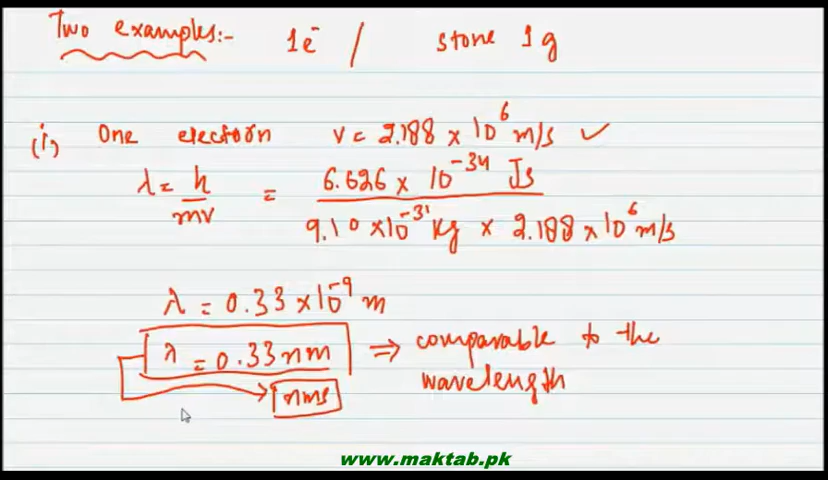 Two examples:- 1e⁻ / stone 1g
(i) One electron v = 2.188 × 10⁶ m/s ✓
λ = h/mv = 6.626 × 10⁻³⁴ Js / 9.10 × 10⁻³¹ kg × 2.188 × 10⁶ m/s
λ = 0.33 × 10⁻⁹ m
λ = 0.33 nm ⇒ comparable to the
wavelength
nms
www.maktab.pk